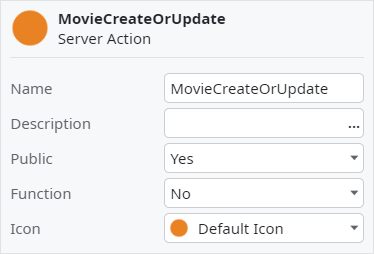 MovieCreateOrUpdate
Server Action
Name MovieCreateOrUpdate
Description ...
Public Yes
Function No
Icon Default Icon